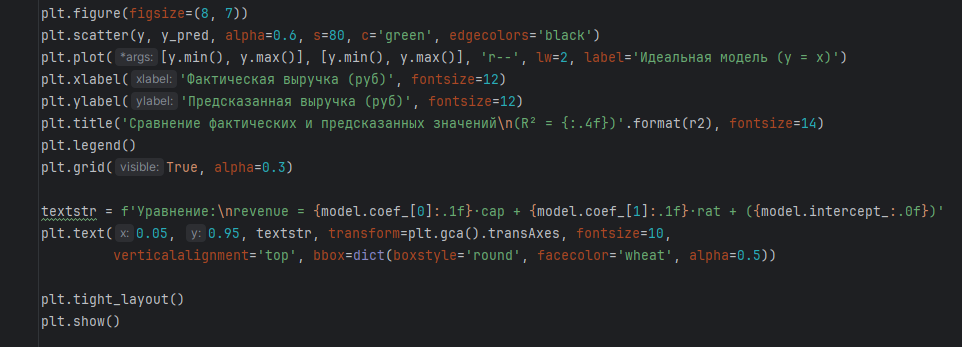 plt.figure(figsize=(8, 7))
plt.scatter(y, y_pred, alpha=0.6, s=80, c='green', edgecolors='black')
plt.plot( *args: [y.min(), y.max()], [y.min(), y.max()], 'r--', lw=2, label='Идеальная модель (y = x)')
plt.xlabel( xlabel: 'Фактическая выручка (руб)', fontsize=12)
plt.ylabel( ylabel: 'Предсказанная выручка (руб)', fontsize=12)
plt.title('Сравнение фактических и предсказанных значений\n(R² = {:.4f})'.format(r2), fontsize=14)
plt.legend()
plt.grid( visible: True, alpha=0.3)
textstr = f'Уравнение:\nrevenue = {model.coef_[0]:.1f}·cap + {model.coef_[1]:.1f}·rat + ({model.intercept_:.0f})'
plt.text( x: 0.05, y: 0.95, textstr, transform=plt.gca().transAxes, fontsize=10,
verticalalignment='top', bbox=dict(boxstyle='round', facecolor='wheat', alpha=0.5))
plt.tight_layout()
plt.show()